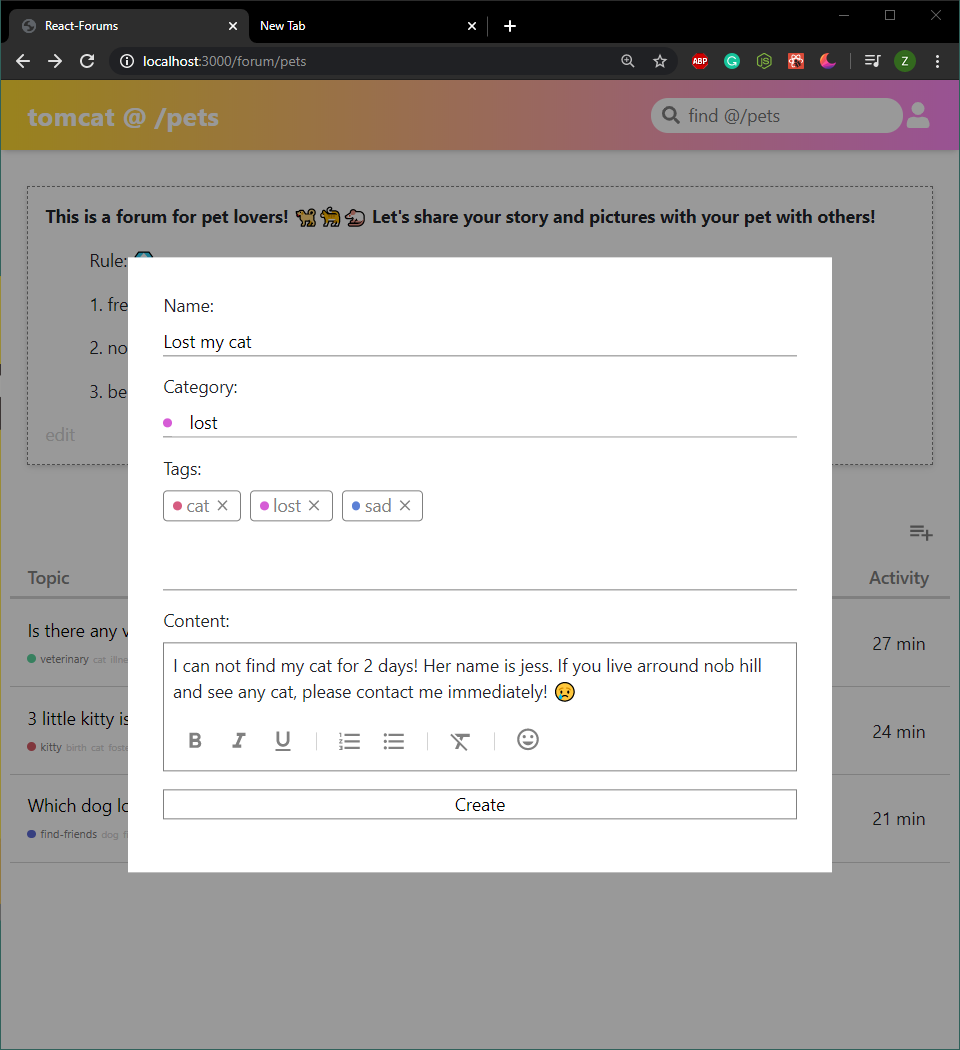 React-Forums
New Tab
localhost:3000/forum/pets
ABP
Z
tomcat @ /pets
find @/pets
This is a forum for pet lovers! 🐕🐈🐀 Let's share your story and pictures with your pet with others!
Rule:
1. fre
2. no
3. be
edit
Name:
Lost my cat
Category:
lost
Tags:
cat
lost
sad
Topic
Activity
Content:
I can not find my cat for 2 days! Her name is jess. If you live arround nob hill
and see any cat, please contact me immediately! 😢
B I U
Create
Is there any v
veterinary cat illne
27 min
3 little kitty is
kitty birth cat foste
24 min
Which dog lo
find-friends dog
21 min